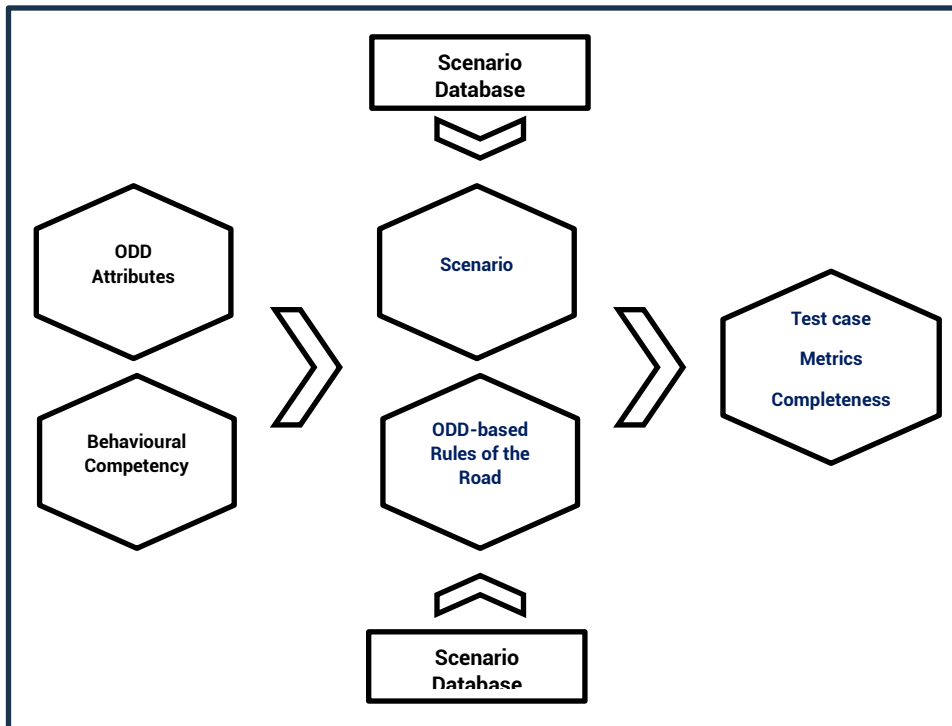 Scenario
Database
ODD
Attributes
Behavioural
Competency
Scenario
ODD-based
Rules of the
Road
Test case
Metrics
Completeness
Scenario
Database